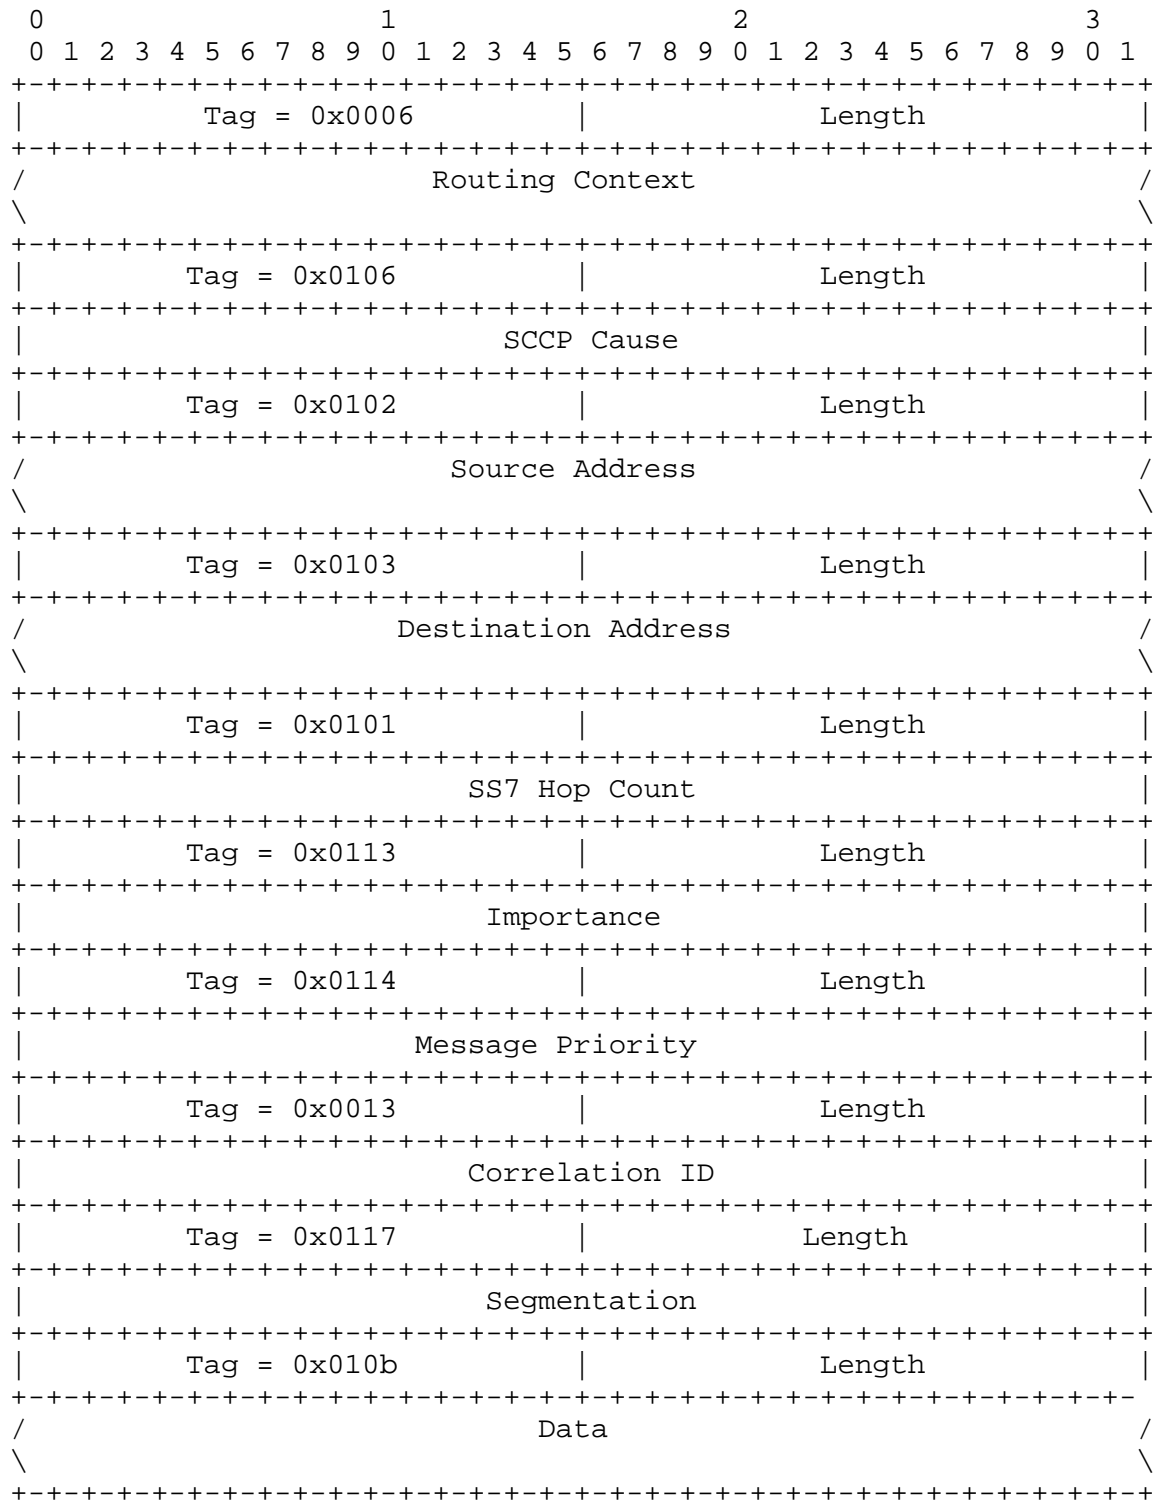 0                   1                   2                   3
 0 1 2 3 4 5 6 7 8 9 0 1 2 3 4 5 6 7 8 9 0 1 2 3 4 5 6 7 8 9 0 1
+-+-+-+-+-+-+-+-+-+-+-+-+-+-+-+-+-+-+-+-+-+-+-+-+-+-+-+-+-+-+-+-+
|          Tag = 0x0006         |             Length            |
+-+-+-+-+-+-+-+-+-+-+-+-+-+-+-+-+-+-+-+-+-+-+-+-+-+-+-+-+-+-+-+-+
/                       Routing Context                         /
\                                                               \
+-+-+-+-+-+-+-+-+-+-+-+-+-+-+-+-+-+-+-+-+-+-+-+-+-+-+-+-+-+-+-+-+
|         Tag = 0x0106          |             Length            |
+-+-+-+-+-+-+-+-+-+-+-+-+-+-+-+-+-+-+-+-+-+-+-+-+-+-+-+-+-+-+-+-+
|                           SCCP Cause                          |
+-+-+-+-+-+-+-+-+-+-+-+-+-+-+-+-+-+-+-+-+-+-+-+-+-+-+-+-+-+-+-+-+
|         Tag = 0x0102          |             Length            |
+-+-+-+-+-+-+-+-+-+-+-+-+-+-+-+-+-+-+-+-+-+-+-+-+-+-+-+-+-+-+-+-+
/                        Source Address                         /
\                                                               \
+-+-+-+-+-+-+-+-+-+-+-+-+-+-+-+-+-+-+-+-+-+-+-+-+-+-+-+-+-+-+-+-+
|         Tag = 0x0103          |             Length            |
+-+-+-+-+-+-+-+-+-+-+-+-+-+-+-+-+-+-+-+-+-+-+-+-+-+-+-+-+-+-+-+-+
/                     Destination Address                       /
\                                                               \
+-+-+-+-+-+-+-+-+-+-+-+-+-+-+-+-+-+-+-+-+-+-+-+-+-+-+-+-+-+-+-+-+
|         Tag = 0x0101          |             Length            |
+-+-+-+-+-+-+-+-+-+-+-+-+-+-+-+-+-+-+-+-+-+-+-+-+-+-+-+-+-+-+-+-+
|                         SS7 Hop Count                         |
+-+-+-+-+-+-+-+-+-+-+-+-+-+-+-+-+-+-+-+-+-+-+-+-+-+-+-+-+-+-+-+-+
|         Tag = 0x0113          |             Length            |
+-+-+-+-+-+-+-+-+-+-+-+-+-+-+-+-+-+-+-+-+-+-+-+-+-+-+-+-+-+-+-+-+
|                          Importance                           |
+-+-+-+-+-+-+-+-+-+-+-+-+-+-+-+-+-+-+-+-+-+-+-+-+-+-+-+-+-+-+-+-+
|         Tag = 0x0114          |             Length            |
+-+-+-+-+-+-+-+-+-+-+-+-+-+-+-+-+-+-+-+-+-+-+-+-+-+-+-+-+-+-+-+-+
|                      Message Priority                         |
+-+-+-+-+-+-+-+-+-+-+-+-+-+-+-+-+-+-+-+-+-+-+-+-+-+-+-+-+-+-+-+-+
|         Tag = 0x0013          |             Length            |
+-+-+-+-+-+-+-+-+-+-+-+-+-+-+-+-+-+-+-+-+-+-+-+-+-+-+-+-+-+-+-+-+
|                         Correlation ID                        |
+-+-+-+-+-+-+-+-+-+-+-+-+-+-+-+-+-+-+-+-+-+-+-+-+-+-+-+-+-+-+-+-+
|         Tag = 0x0117          |            Length             |
+-+-+-+-+-+-+-+-+-+-+-+-+-+-+-+-+-+-+-+-+-+-+-+-+-+-+-+-+-+-+-+-+
|                          Segmentation                         |
+-+-+-+-+-+-+-+-+-+-+-+-+-+-+-+-+-+-+-+-+-+-+-+-+-+-+-+-+-+-+-+-+
|         Tag = 0x010b          |             Length            |
+-+-+-+-+-+-+-+-+-+-+-+-+-+-+-+-+-+-+-+-+-+-+-+-+-+-+-+-+-+-+-+-
/                             Data                              /
\                                                               \
+-+-+-+-+-+-+-+-+-+-+-+-+-+-+-+-+-+-+-+-+-+-+-+-+-+-+-+-+-+-+-+-+